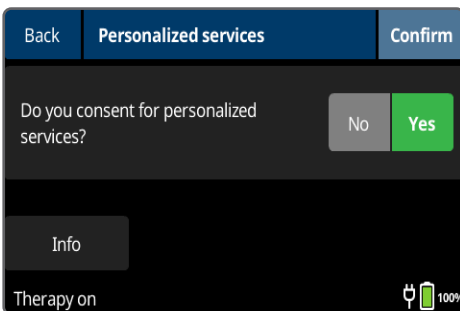 Back Personalized services Confirm
Do you consent for personalized
services?
No Yes
Info
Therapy on
100%